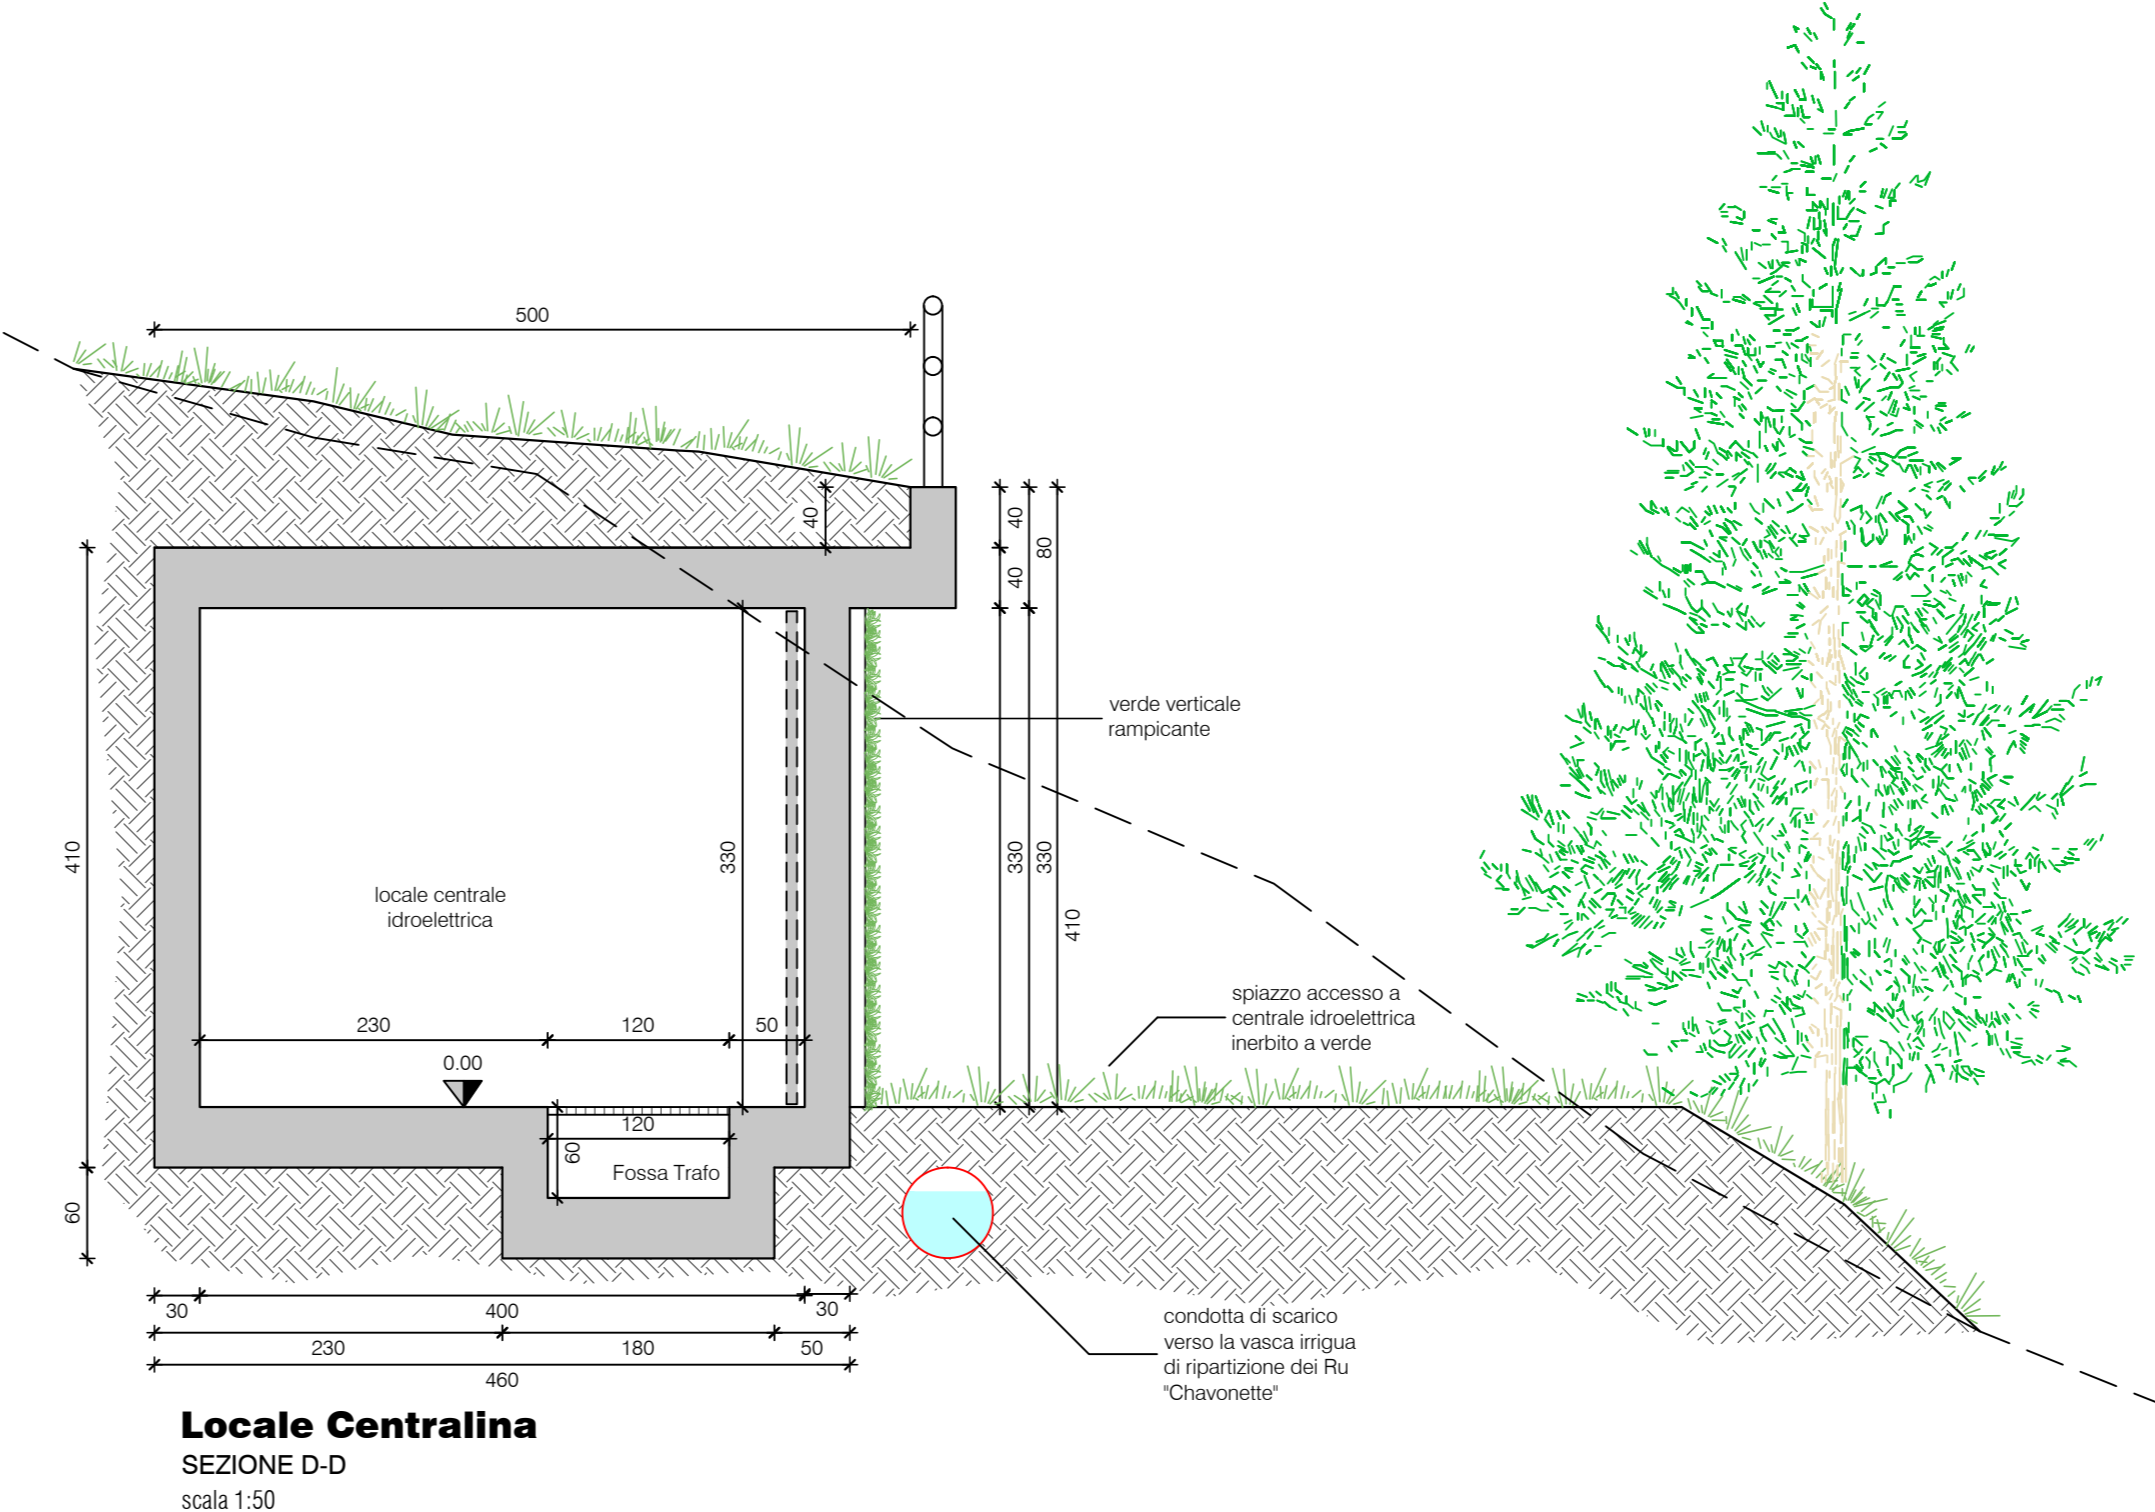 500
40
40
80
40
verde verticale
rampicante
410
330
330
330
locale centrale
idroelettrica
410
spiazzo accesso a
centrale idroelettrica
inerbito a verde
230
120
50
0.00
120
60
Fossa Trafo
60
30
400
30
condotta di scarico
verso la vasca irrigua
di ripartizione dei Ru
"Chavonette"
230
180
50
460
Locale Centralina
SEZIONE D-D
scala 1:50